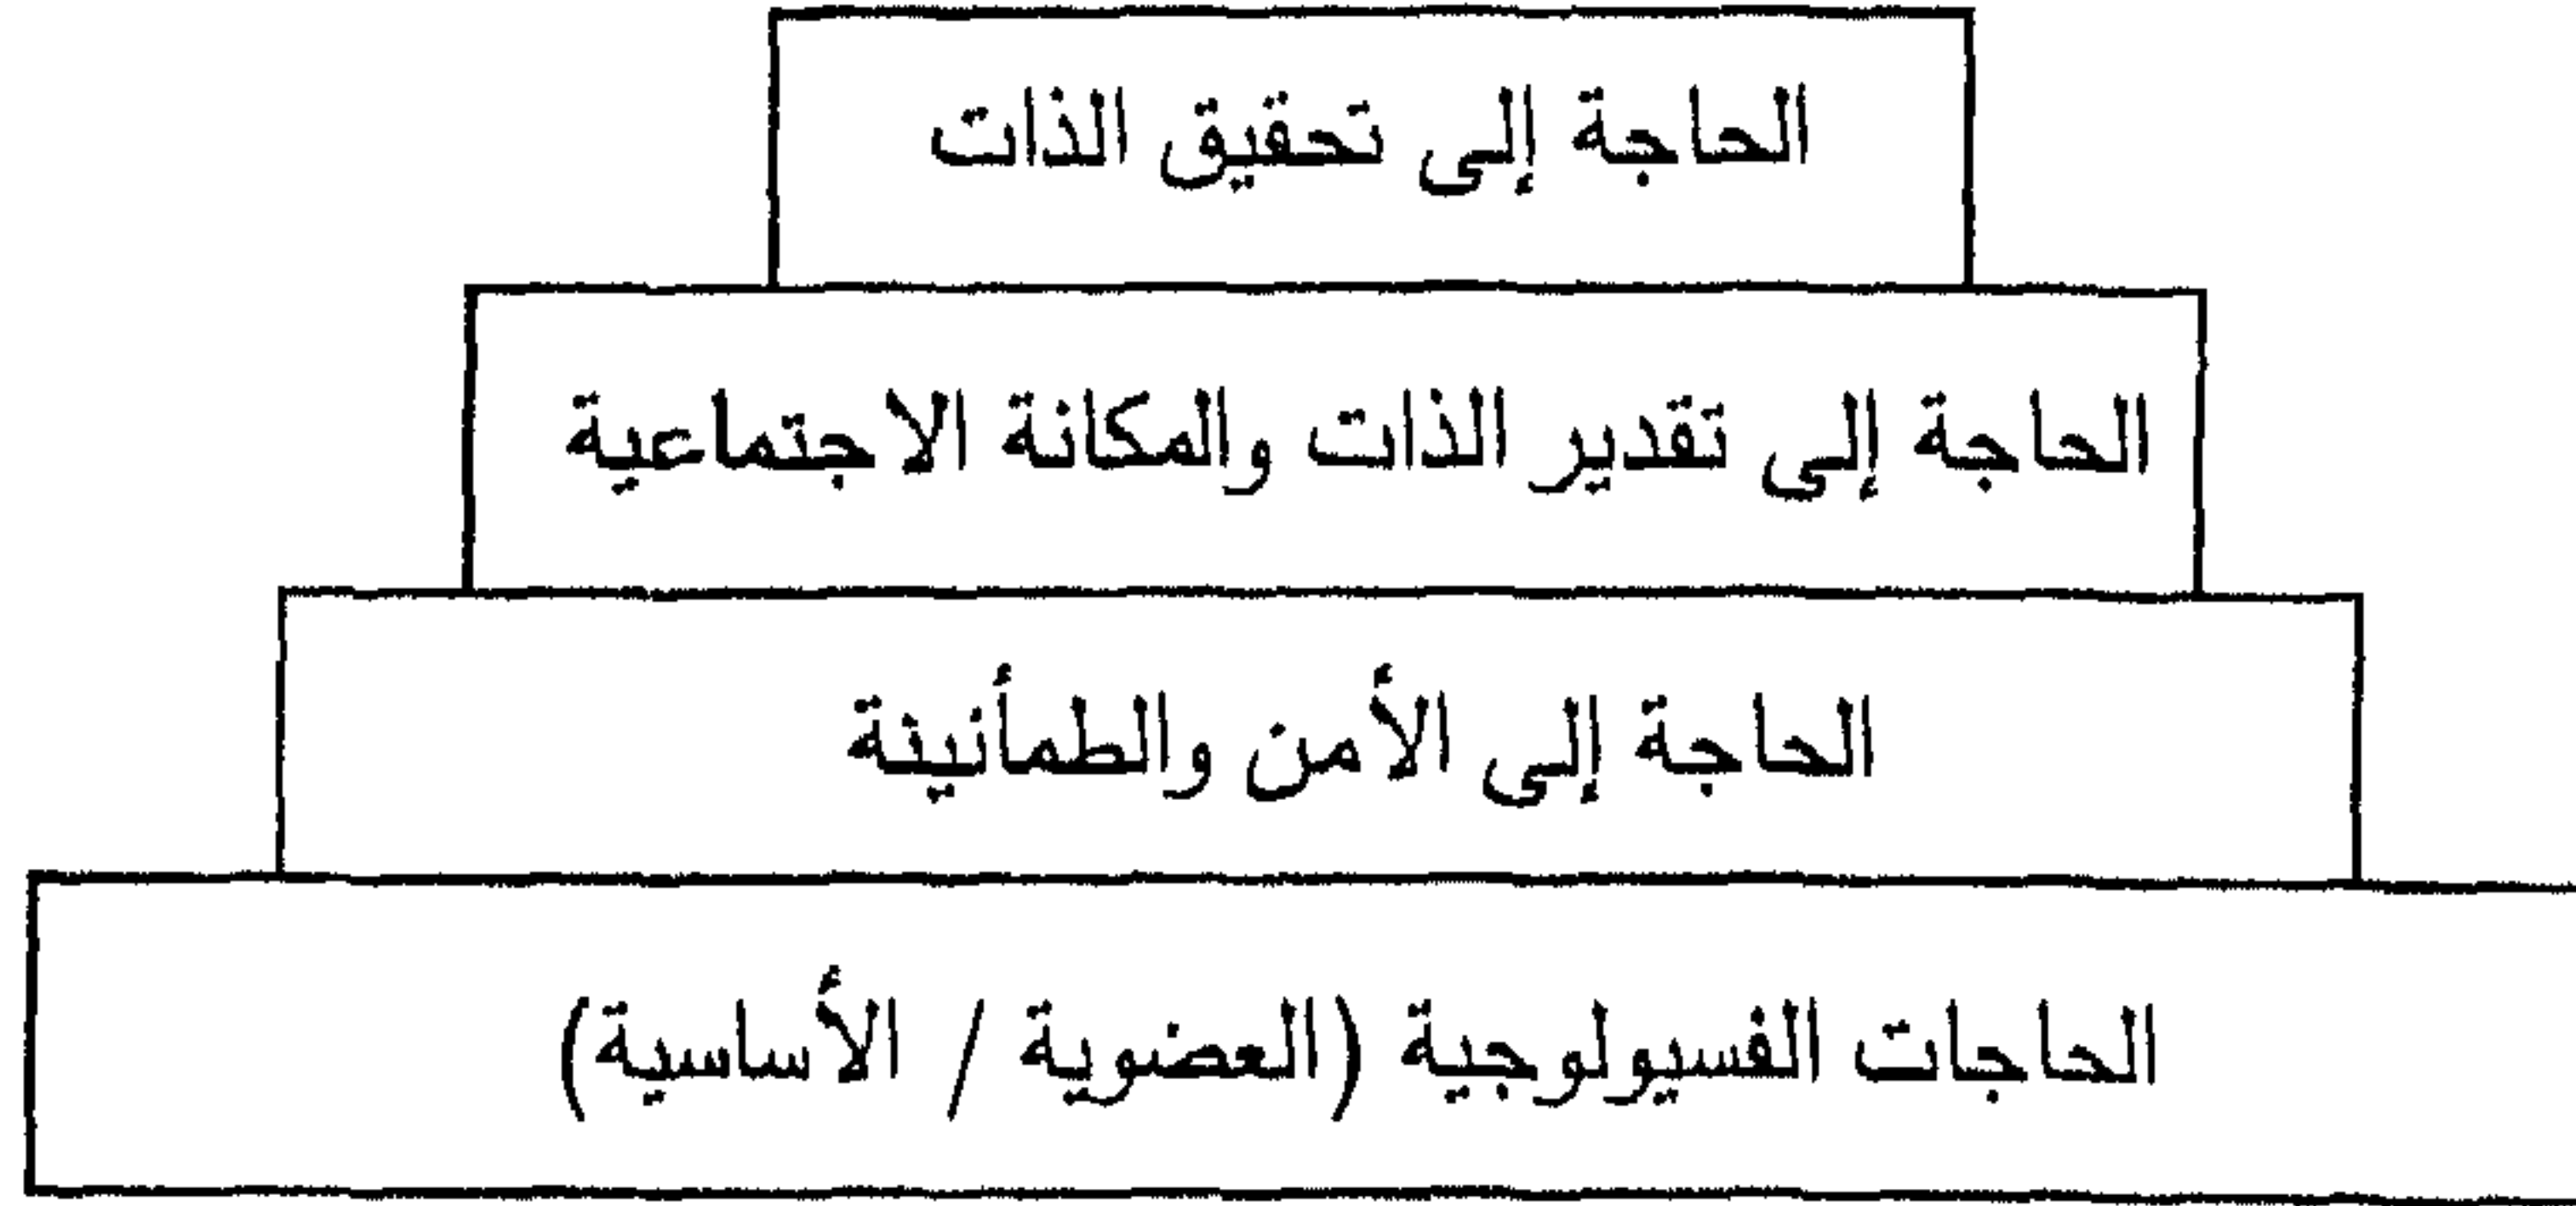 الحاجة إلى تحقيق الذات
الحاجة إلى تقدير الذات والمكانة الاجتماعية
الحاجة إلى الأمن والطمأنينة
الحاجات الفسيولوجية (العضوية / الأساسية)